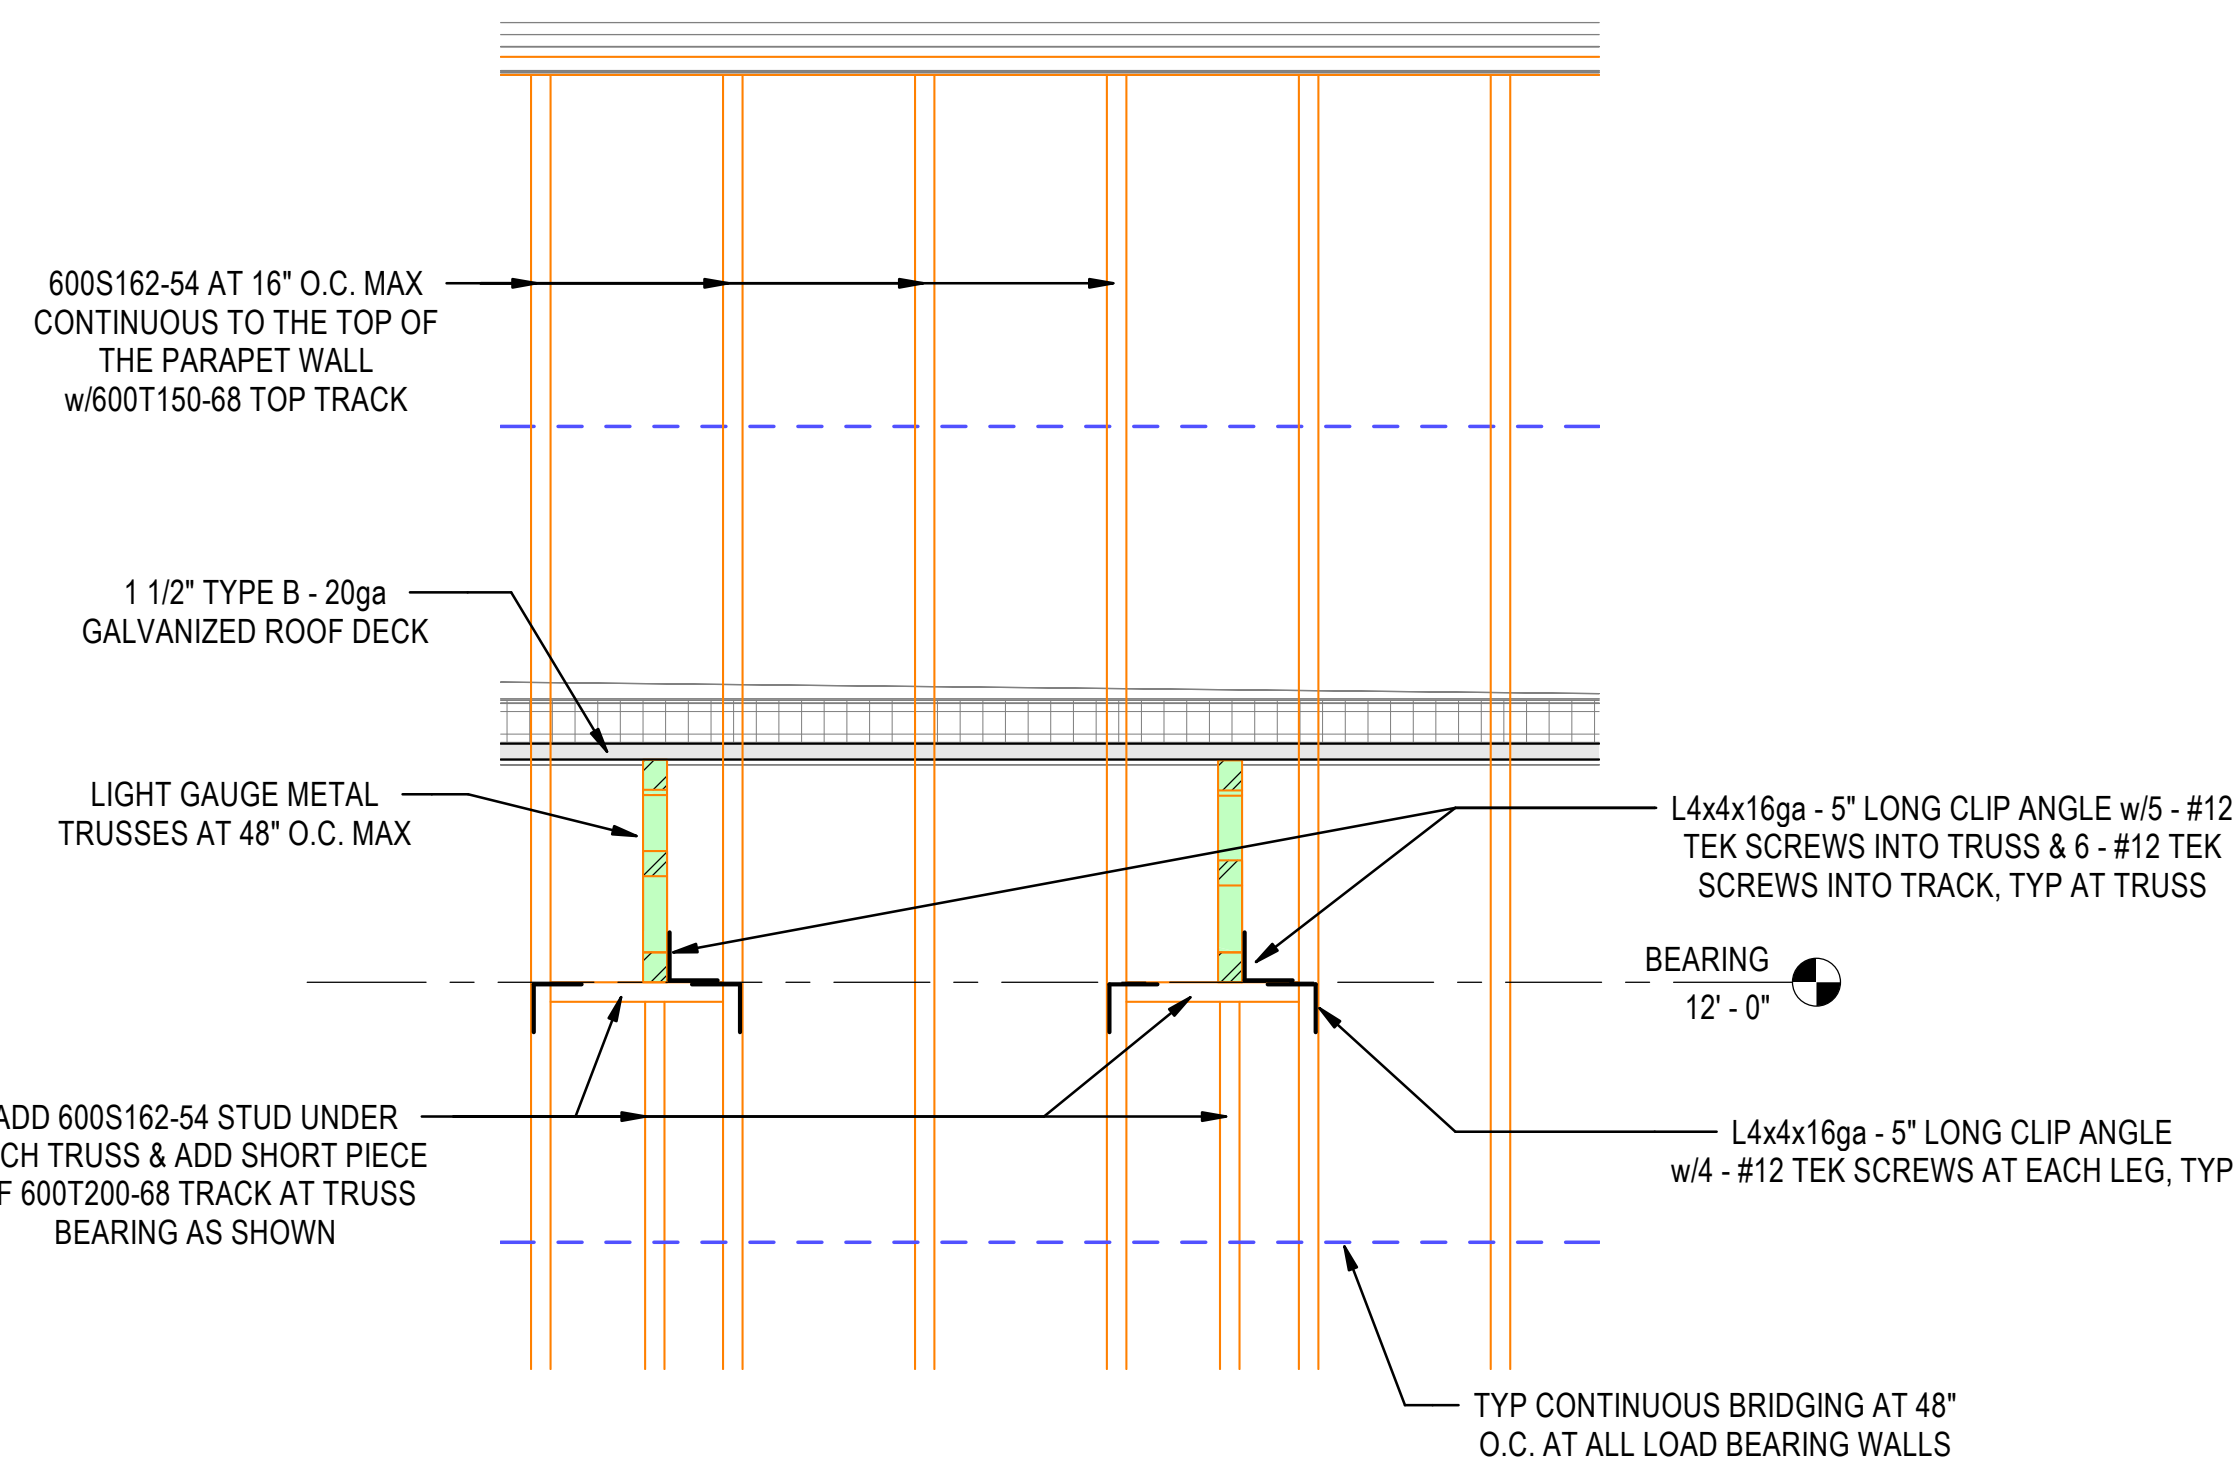 600S162-54 AT 16" O.C. MAX
CONTINUOUS TO THE TOP OF
THE PARAPET WALL
w/600T150-68 TOP TRACK
1 1/2" TYPE B - 20ga
GALVANIZED ROOF DECK
LIGHT GAUGE METAL
TRUSSES AT 48" O.C. MAX
L4x4x16ga - 5" LONG CLIP ANGLE w/5 - #12
TEK SCREWS INTO TRUSS & 6 - #12 TEK
SCREWS INTO TRACK, TYP AT TRUSS
BEARING
12' - 0"
ADD 600S162-54 STUD UNDER
CH TRUSS & ADD SHORT PIECE
F 600T200-68 TRACK AT TRUSS
BEARING AS SHOWN
L4x4x16ga - 5" LONG CLIP ANGLE
w/4 - #12 TEK SCREWS AT EACH LEG, TYP
TYP CONTINUOUS BRIDGING AT 48"
O.C. AT ALL LOAD BEARING WALLS